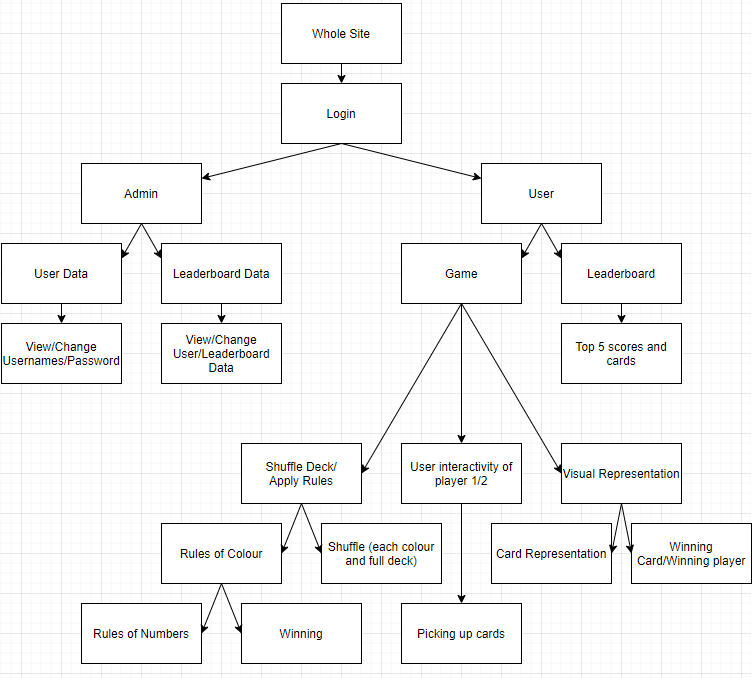 Whole Site
Login
Admin
User
User Data
Leaderboard Data
Game
Leaderboard
View/Change
Usernames/Password
View/Change
User/Leaderboard
Data
Top 5 scores and
cards
Shuffle Deck/
Apply Rules
User interactivity of
player 1/2
Visual Representation
Rules of Colour
Shuffle (each colour
and full deck)
Card Representation
Winning
Card/Winning player
Rules of Numbers
Winning
Picking up cards